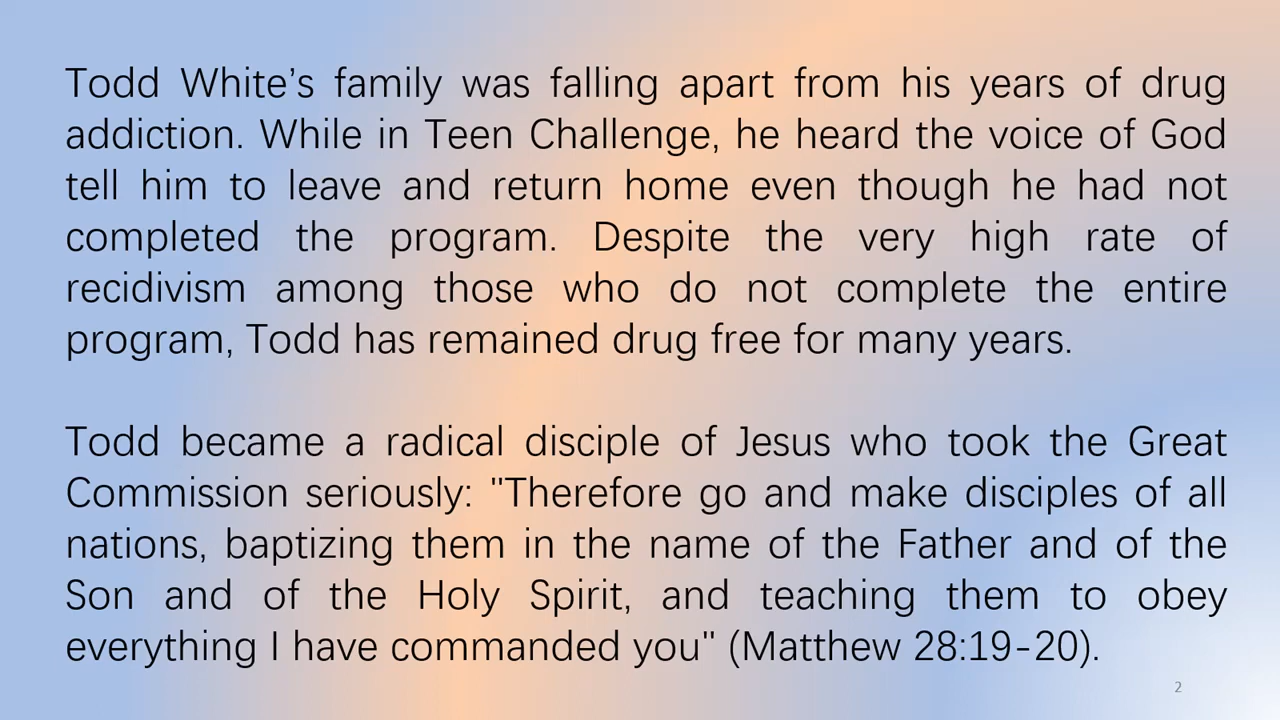 Todd White’s family was falling apart from his years of drug
addiction. While in Teen Challenge, he heard the voice of God
tell him to leave and return home even though he had not
completed the program. Despite the very high rate of
recidivism among those who do not complete the entire
program, Todd has remained drug free for many years.
Todd became a radical disciple of Jesus who took the Great
Commission seriously: "Therefore go and make disciples of all
nations, baptizing them in the name of the Father and of the
Son and of the Holy Spirit, and teaching them to obey
everything I have commanded you" (Matthew 28:19-20).
2